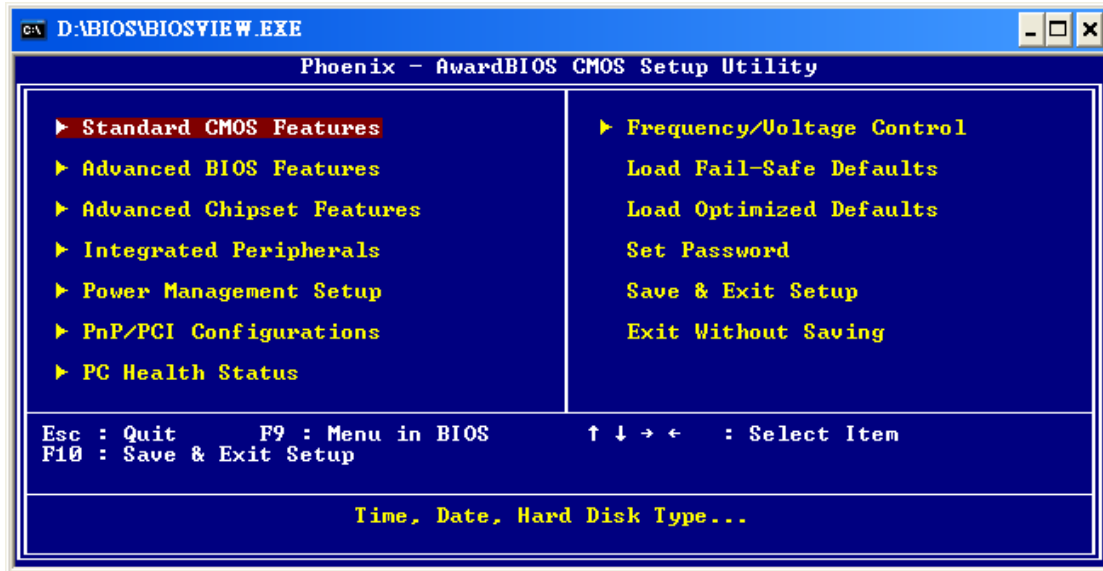 D:\BIOS\BIOSVIEW.EXE
Phoenix - AwardBIOS CMOS Setup Utility
Standard CMOS Features
Advanced BIOS Features
Advanced Chipset Features
Integrated Peripherals
Power Management Setup
PnP/PCI Configurations
PC Health Status
Frequency/Voltage Control
Load Fail-Safe Defaults
Load Optimized Defaults
Set Password
Save & Exit Setup
Exit Without Saving
Esc : Quit F9 : Menu in BIOS ↑ ↓ → ← : Select Item
F10 : Save & Exit Setup
Time, Date, Hard Disk Type...